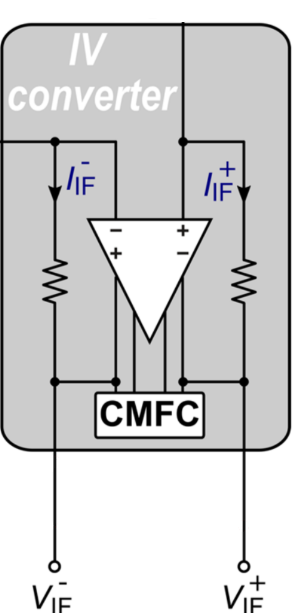 IV
converter
I⁻IF I⁺IF
− +
+ −
CMFC
V⁻IF V⁺IF